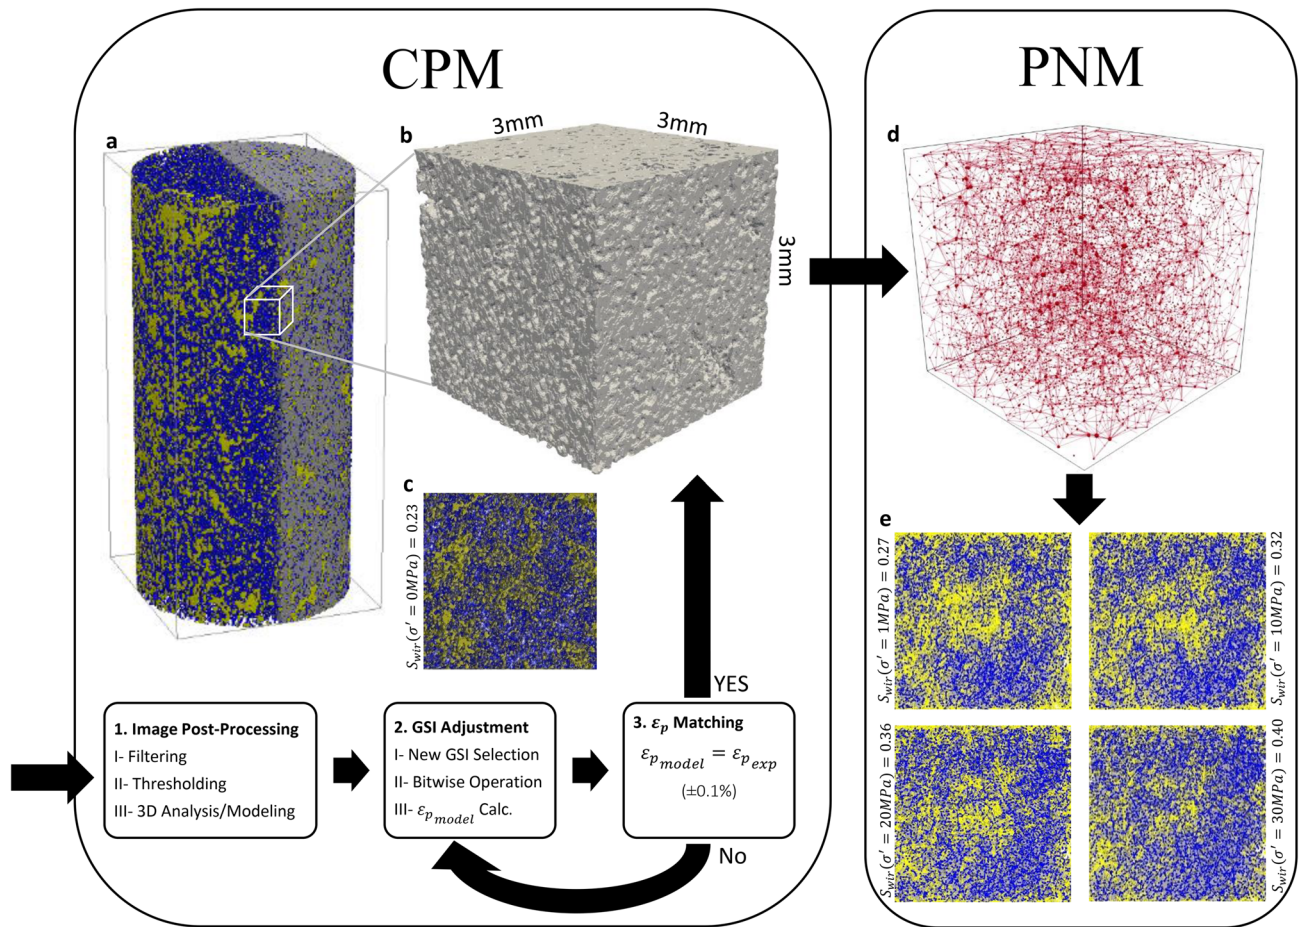 CPM
PNM
a
b
3mm
3mm
3mm
d
c
S_wir(σ′ = 0MPa) = 0.23
e
S_wir(σ′ = 1MPa) = 0.27
S_wir(σ′ = 10MPa) = 0.32
S_wir(σ′ = 20MPa) = 0.36
S_wir(σ′ = 30MPa) = 0.40
YES
1. Image Post-Processing
I- Filtering
II- Thresholding
III- 3D Analysis/Modeling
2. GSI Adjustment
I- New GSI Selection
II- Bitwise Operation
III- ε_p_model Calc.
3. ε_p Matching
ε_p_model = ε_p_exp
(±0.1%)
No